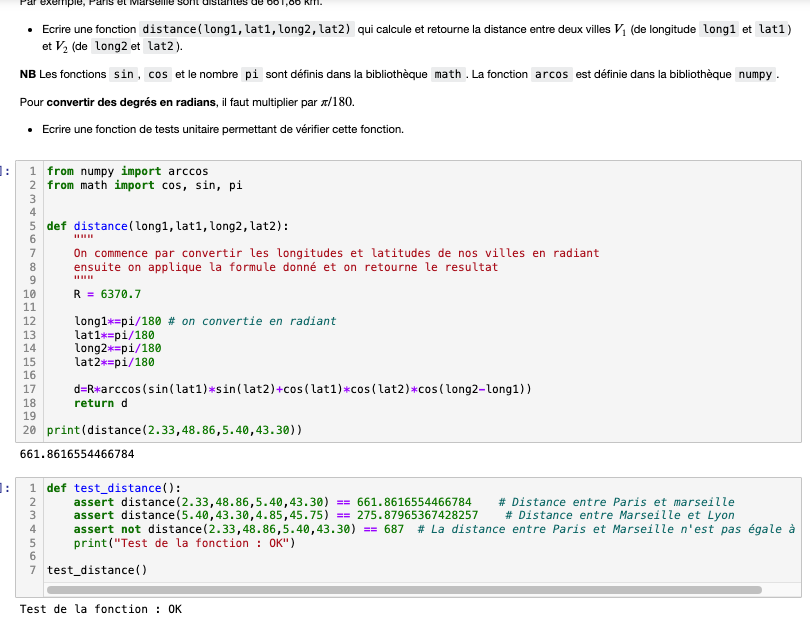 Par exemple, Paris et Marseille sont distantes de 661,86 km.
• Ecrire une fonction distance(long1,lat1,long2,lat2) qui calcule et retourne la distance entre deux villes V1 (de longitude long1 et lat1)
et V2 (de long2 et lat2).
NB Les fonctions sin , cos et le nombre pi sont définis dans la bibliothèque math . La fonction arcos est définie dans la bibliothèque numpy .
Pour convertir des degrés en radians, il faut multiplier par π/180.
• Ecrire une fonction de tests unitaire permettant de vérifier cette fonction.
]:
1 from numpy import arccos
2 from math import cos, sin, pi
3
4
5 def distance(long1,lat1,long2,lat2):
6     """
7     On commence par convertir les longitudes et latitudes de nos villes en radiant
8     ensuite on applique la formule donné et on retourne le resultat
9     """
10     R = 6370.7
11
12     long1*=pi/180 # on convertie en radiant
13     lat1*=pi/180
14     long2*=pi/180
15     lat2*=pi/180
16
17     d=R*arccos(sin(lat1)*sin(lat2)+cos(lat1)*cos(lat2)*cos(long2-long1))
18     return d
19
20 print(distance(2.33,48.86,5.40,43.30))
661.8616554466784
]:
1 def test_distance():
2     assert distance(2.33,48.86,5.40,43.30) == 661.8616554466784    # Distance entre Paris et marseille
3     assert distance(5.40,43.30,4.85,45.75) == 275.87965367428257    # Distance entre Marseille et Lyon
4     assert not distance(2.33,48.86,5.40,43.30) == 687  # La distance entre Paris et Marseille n'est pas égale à
5     print("Test de la fonction : OK")
6
7 test_distance()
Test de la fonction : OK